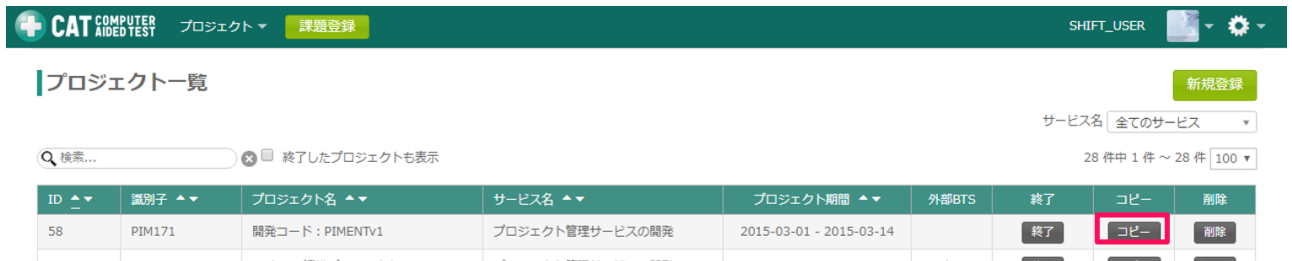 CAT COMPUTER AIDED TEST プロジェクト 課題登録 SHIFT_USER
プロジェクト一覧
新規登録
サービス名 全てのサービス
検索... 終了したプロジェクトも表示 28 件中 1 件 ～ 28 件 100
ID 識別子 プロジェクト名 サービス名 プロジェクト期間 外部BTS 終了 コピー 削除
58 PIM171 開発コード：PIMENTv1 プロジェクト管理サービスの開発 2015-03-01 - 2015-03-14 終了 コピー 削除